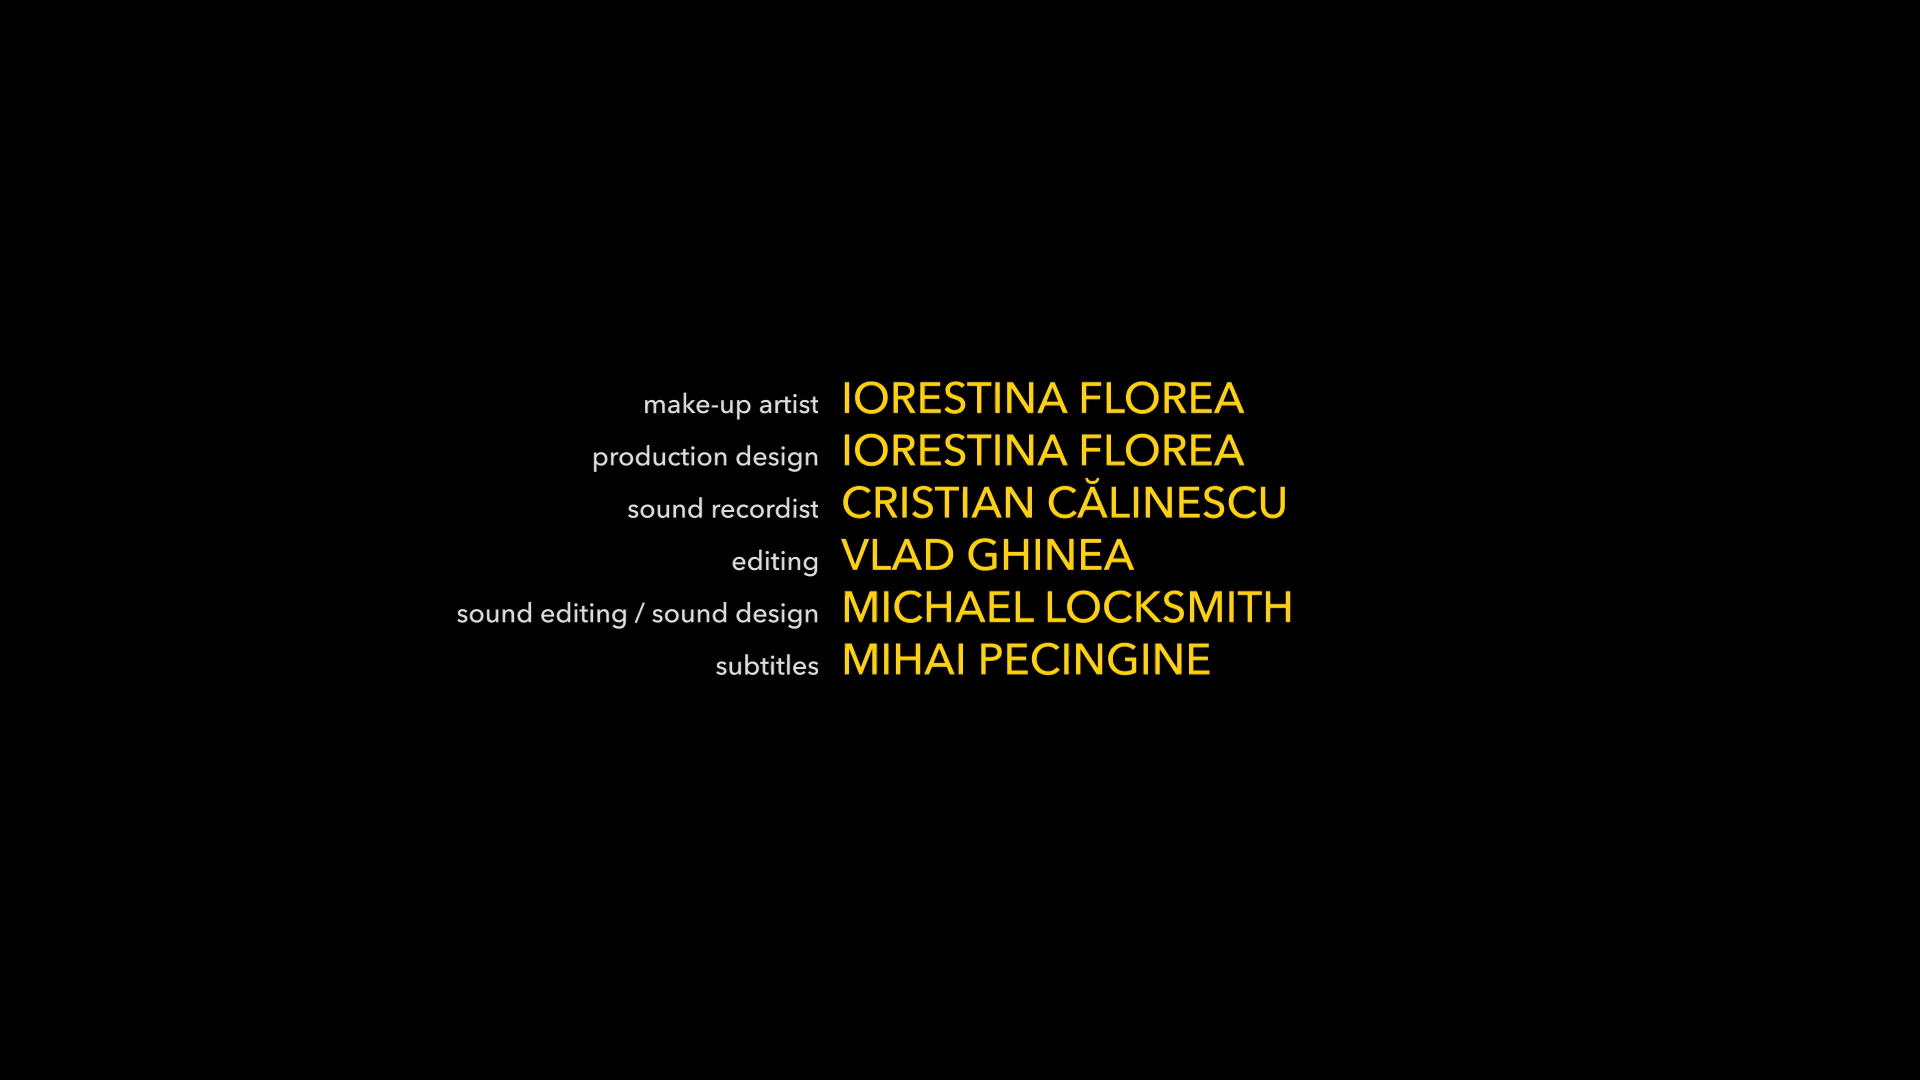 make-up artist IORESTINA FLOREA
production design IORESTINA FLOREA
sound recordist CRISTIAN CĂLINESCU
editing VLAD GHINEA
sound editing / sound design MICHAEL LOCKSMITH
subtitles MIHAI PECINGINE